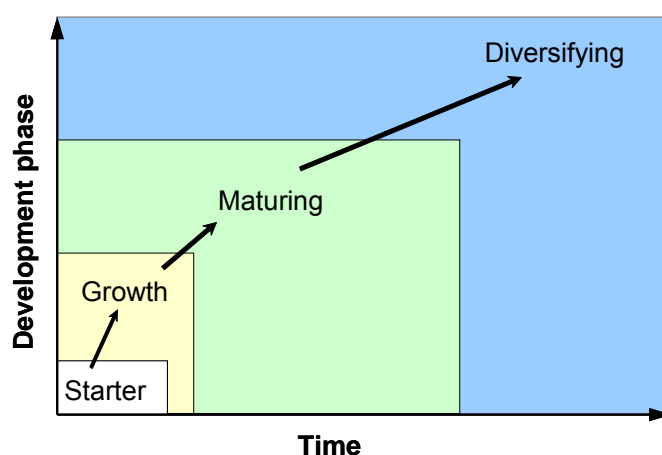 Diversifying
Maturing
Growth
Starter
Development phase
Time